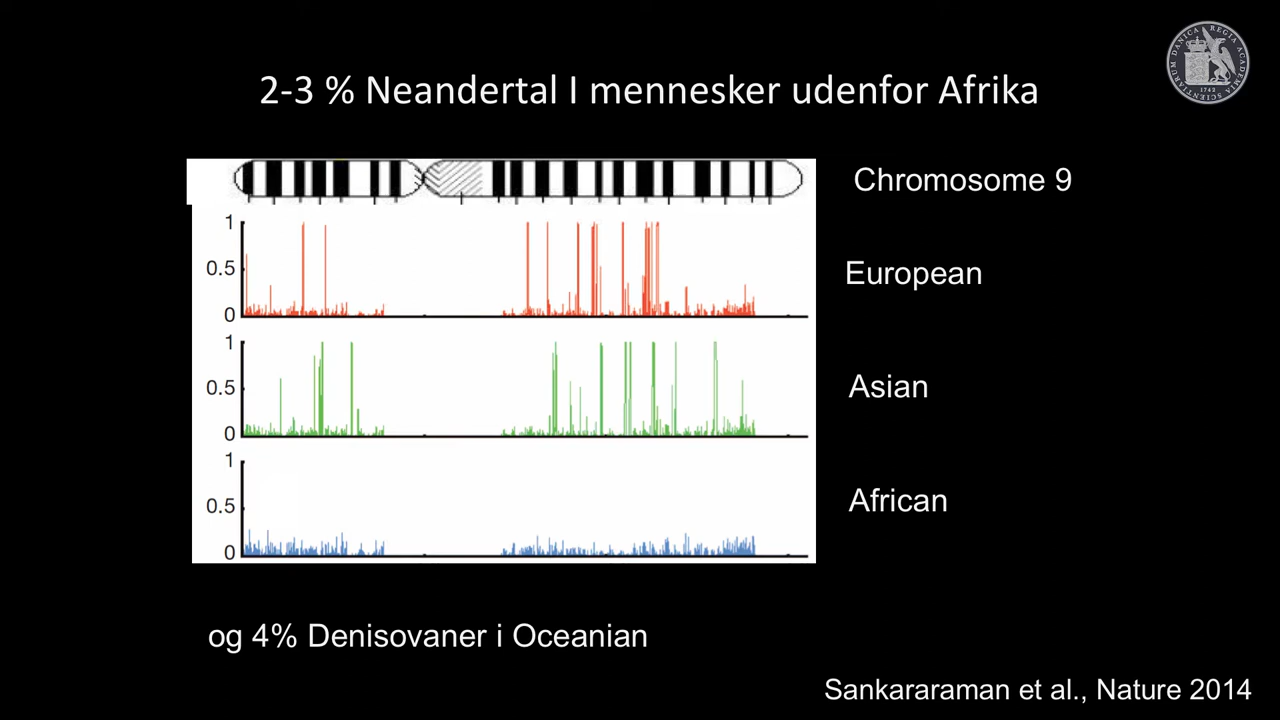 2-3 % Neandertal I mennesker udenfor Afrika
Chromosome 9
1
0.5
0
European
1
0.5
0
Asian
1
0.5
0
African
og 4% Denisovaner i Oceanian
Sankararaman et al., Nature 2014